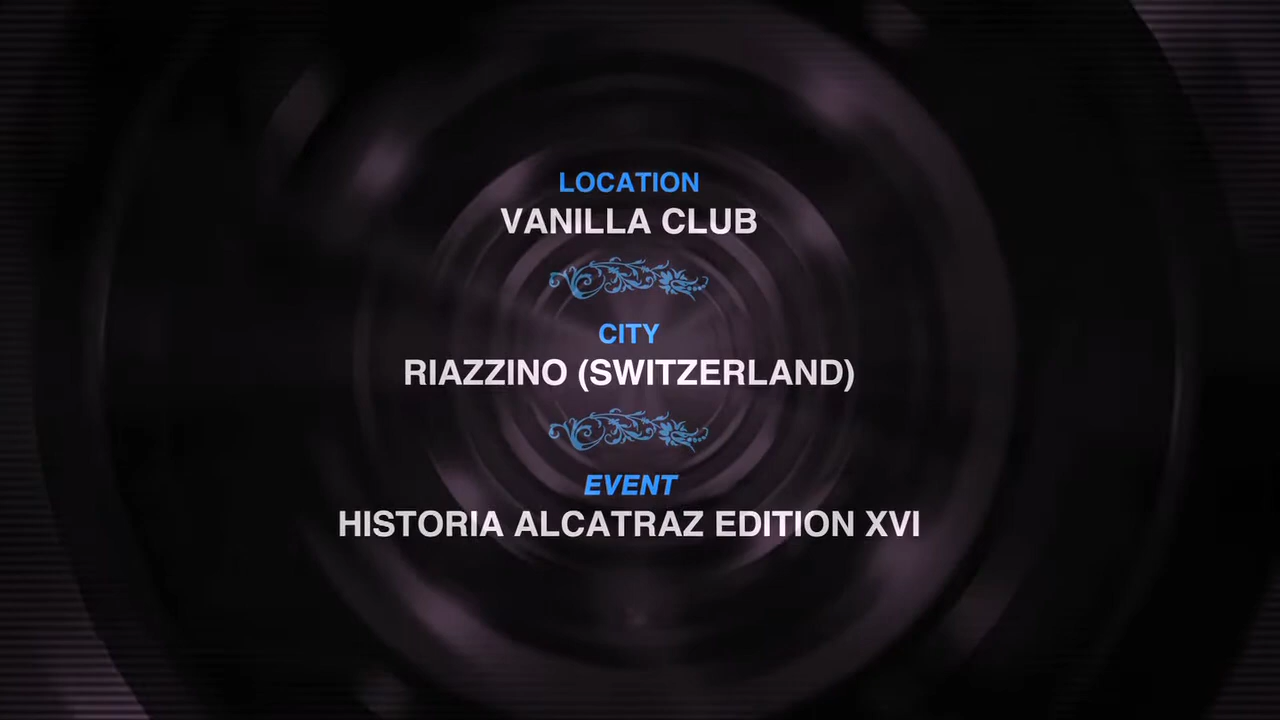 LOCATION
VANILLA CLUB
CITY
RIAZZINO (SWITZERLAND)
EVENT
HISTORIA ALCATRAZ EDITION XVI